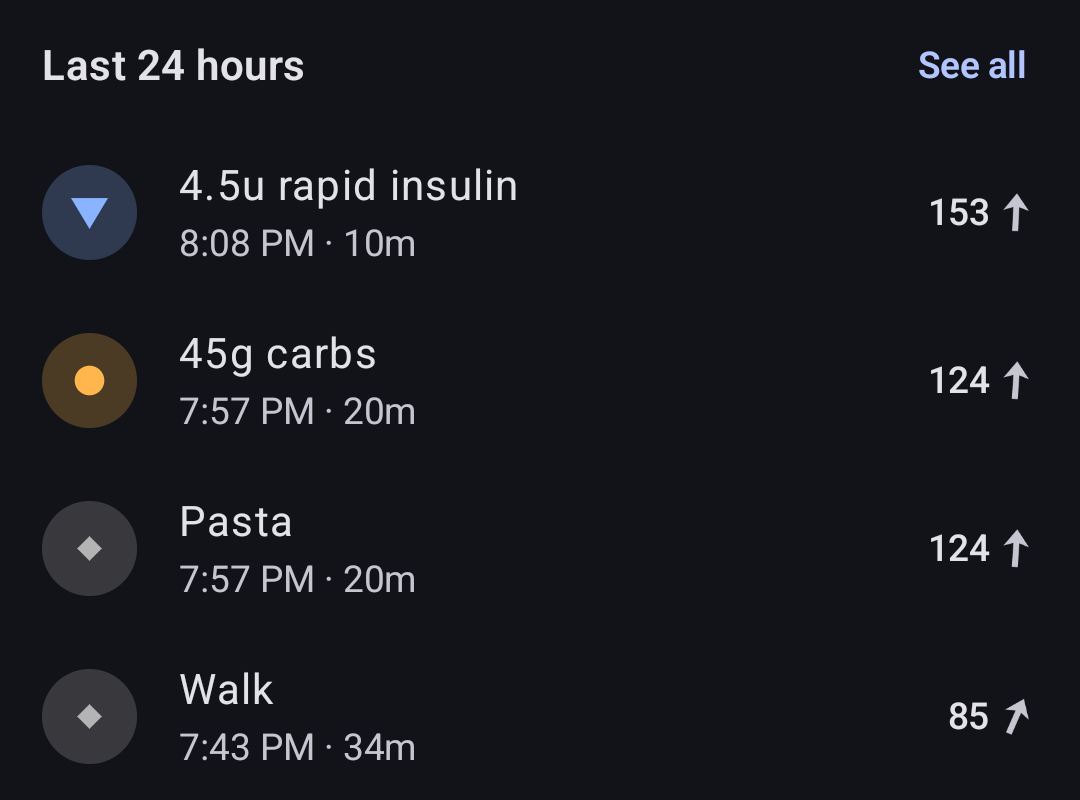 Last 24 hours
See all
4.5u rapid insulin
8:08 PM · 10m
153
45g carbs
7:57 PM · 20m
124
Pasta
7:57 PM · 20m
124
Walk
7:43 PM · 34m
85